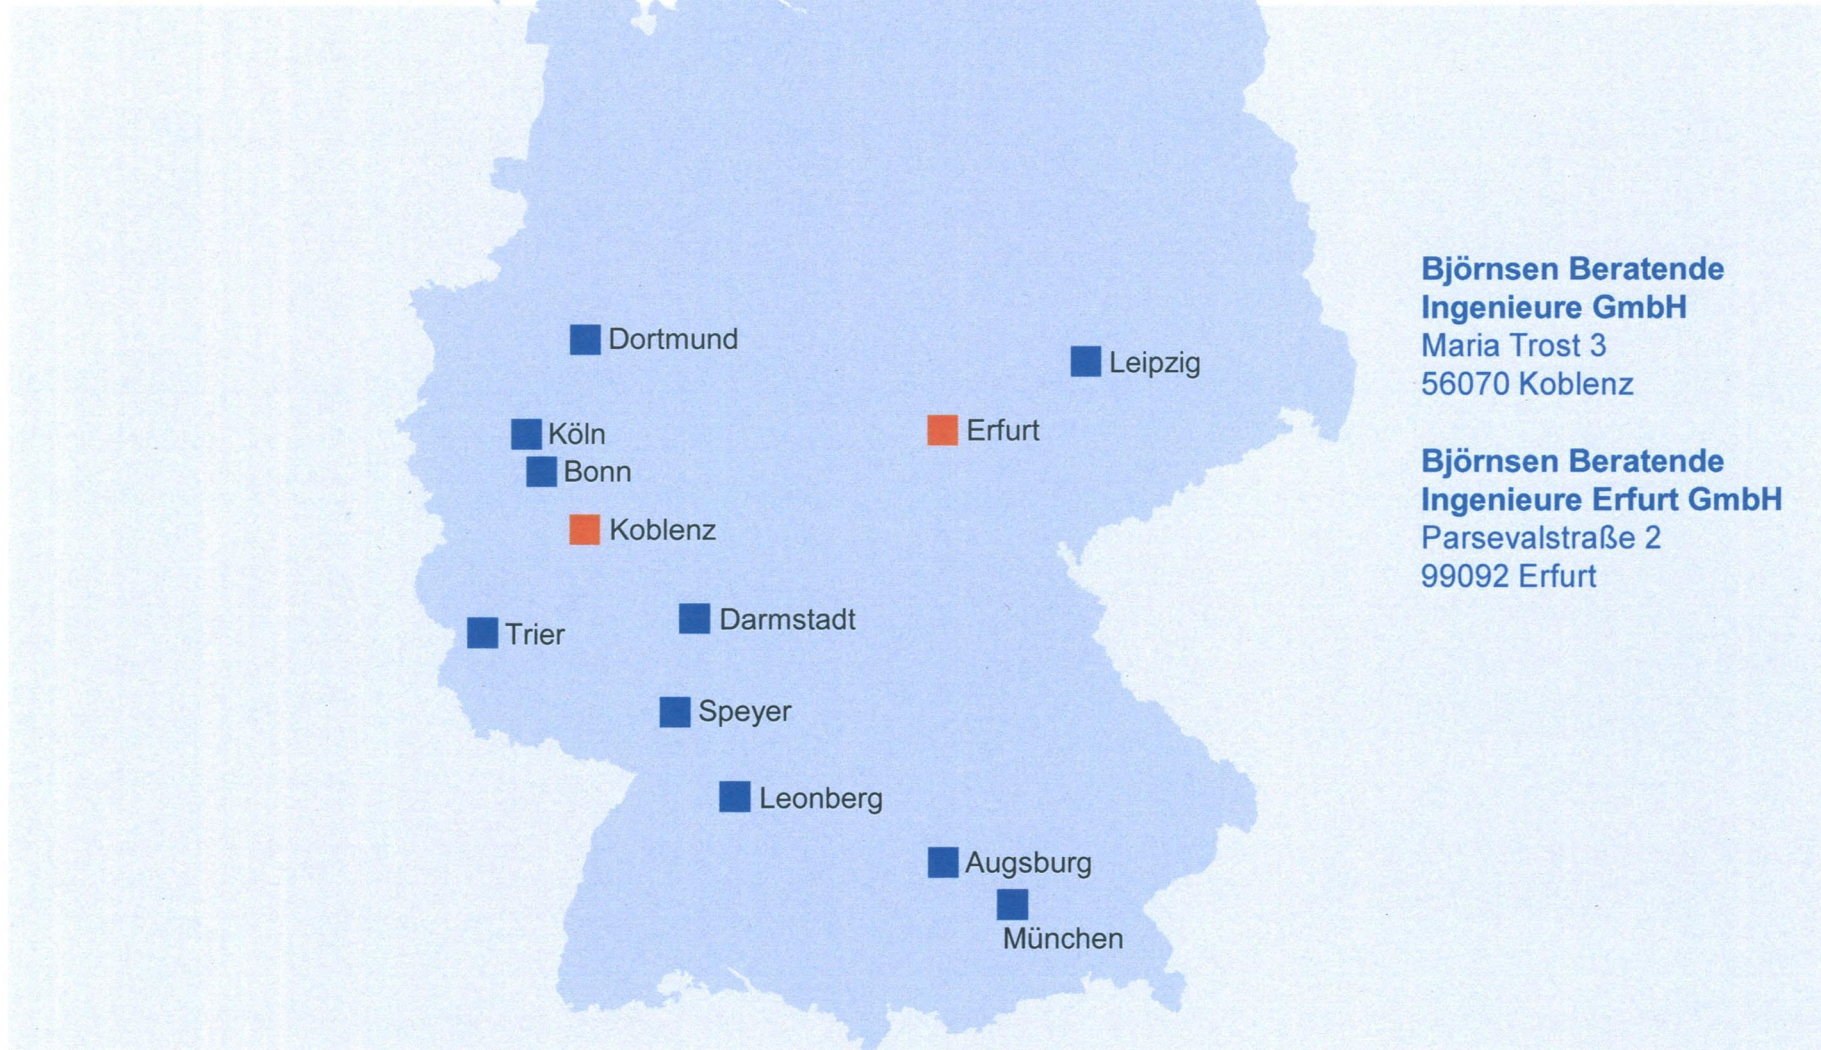 Dortmund
Leipzig
Köln
Erfurt
Bonn
Koblenz
Trier
Darmstadt
Speyer
Leonberg
Augsburg
München
Björnsen Beratende
Ingenieure GmbH
Maria Trost 3
56070 Koblenz
Björnsen Beratende
Ingenieure Erfurt GmbH
Parsevalstraße 2
99092 Erfurt